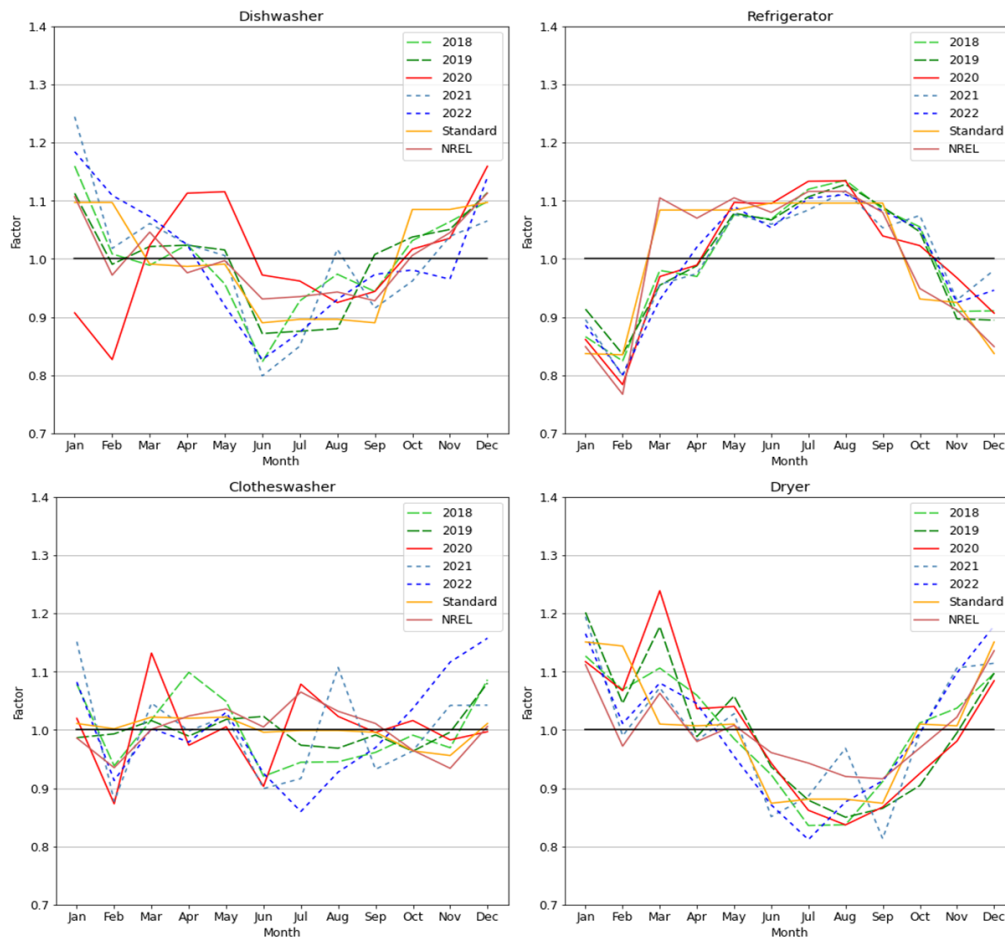 Dishwasher
1.4
1.3
1.2
1.1
1.0
0.9
0.8
0.7
Factor
2018
2019
2020
2021
2022
Standard
NREL
Jan Feb Mar Apr May Jun Jul Aug Sep Oct Nov Dec
Month
Refrigerator
1.4
1.3
1.2
1.1
1.0
0.9
0.8
0.7
Factor
2018
2019
2020
2021
2022
Standard
NREL
Jan Feb Mar Apr May Jun Jul Aug Sep Oct Nov Dec
Month
Clotheswasher
1.4
1.3
1.2
1.1
1.0
0.9
0.8
0.7
Factor
2018
2019
2020
2021
2022
Standard
NREL
Jan Feb Mar Apr May Jun Jul Aug Sep Oct Nov Dec
Month
Dryer
1.4
1.3
1.2
1.1
1.0
0.9
0.8
0.7
Factor
2018
2019
2020
2021
2022
Standard
NREL
Jan Feb Mar Apr May Jun Jul Aug Sep Oct Nov Dec
Month